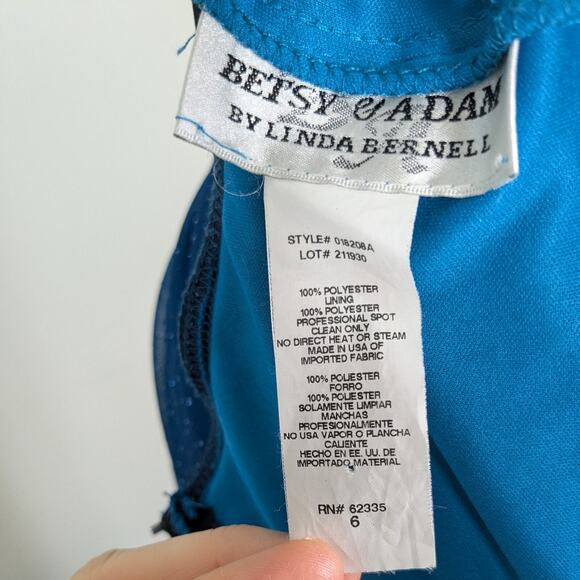 BETSY & ADAM
BY LINDA BERNELL
STYLE# 018208A
LOT# 211930
100% POLYESTER
LINING
100% POLYESTER
PROFESSIONAL SPOT
CLEAN ONLY
NO DIRECT HEAT OR STEAM
MADE IN USA OF
IMPORTED FABRIC
100% POLIESTER
FORRO
100% POLIESTER
SOLAMENTE LIMPIAR
MANCHAS
PROFESIONALMENTE
NO USA VAPOR O PLANCHA
CALIENTE
HECHO EN EE. UU. DE
IMPORTADO MATERIAL
RN# 62335
6